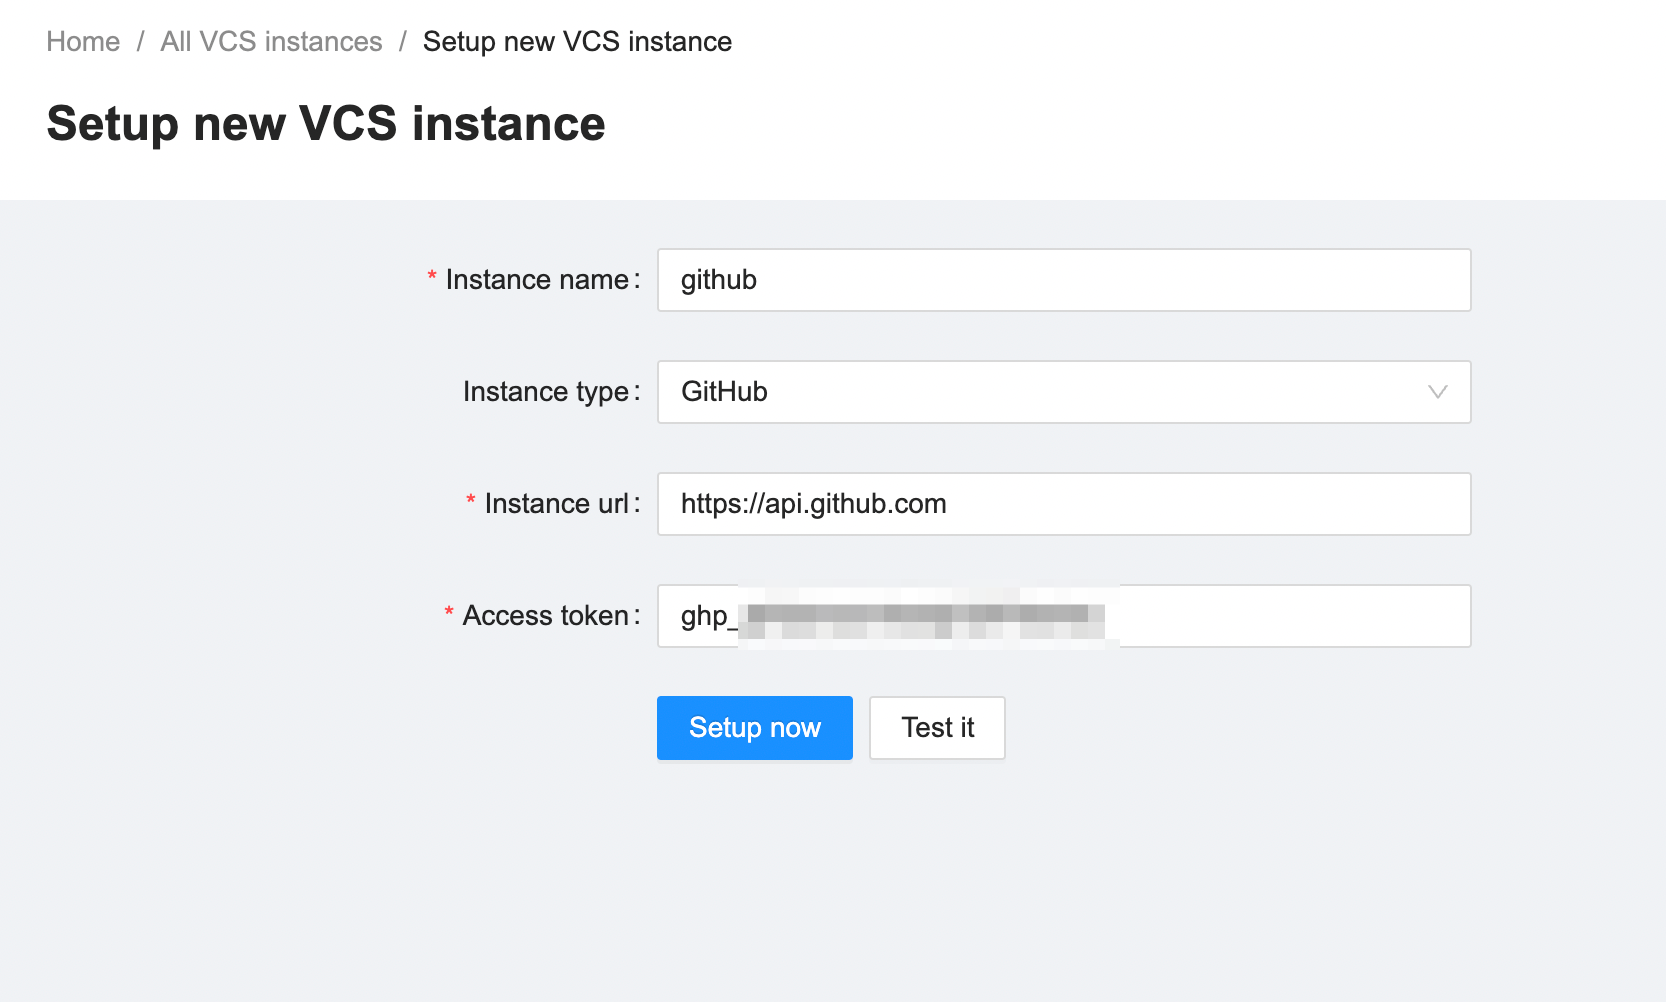 Home / All VCS instances / Setup new VCS instance
Setup new VCS instance
* Instance name: github
Instance type: GitHub
* Instance url: https://api.github.com
* Access token: ghp_
Setup now Test it